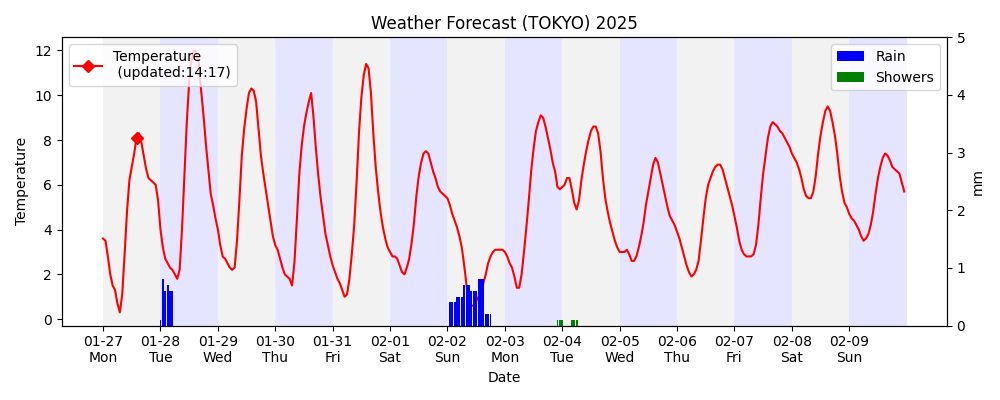 Weather Forecast (TOKYO) 2025
Temperature
(updated:14:17)
Rain
Showers
Temperature
12
10
8
6
4
2
0
5
4
3
2
1
0
mm
01-27 01-28 01-29 01-30 01-31 02-01 02-02 02-03 02-04 02-05 02-06 02-07 02-08 02-09
Mon Tue Wed Thu Fri Sat Sun Mon Tue Wed Thu Fri Sat Sun
Date